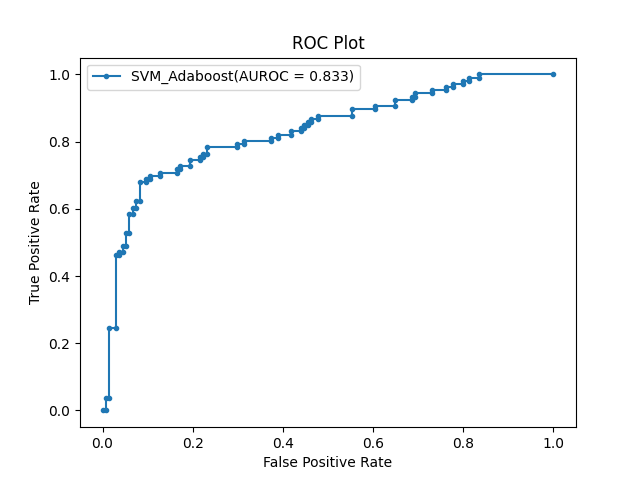 ROC Plot
SVM_Adaboost(AUROC = 0.833)
1.0
0.8
0.6
0.4
0.2
0.0
True Positive Rate
0.0 0.2 0.4 0.6 0.8 1.0
False Positive Rate